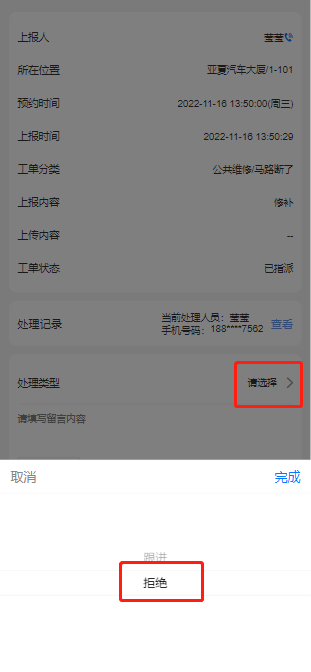 上报人 莹莹
所在位置 亚夏汽车大厦/1-101
预约时间 2022-11-16 13:50:00(周三)
上报时间 2022-11-16 13:50:29
工单分类 公共维修/马路断了
上报内容 修补
上传内容 --
工单状态 已指派
处理记录 当前处理人员：莹莹 查看
手机号码：188****7562
处理类型 请选择
请填写留言内容
取消 完成
跟进
拒绝